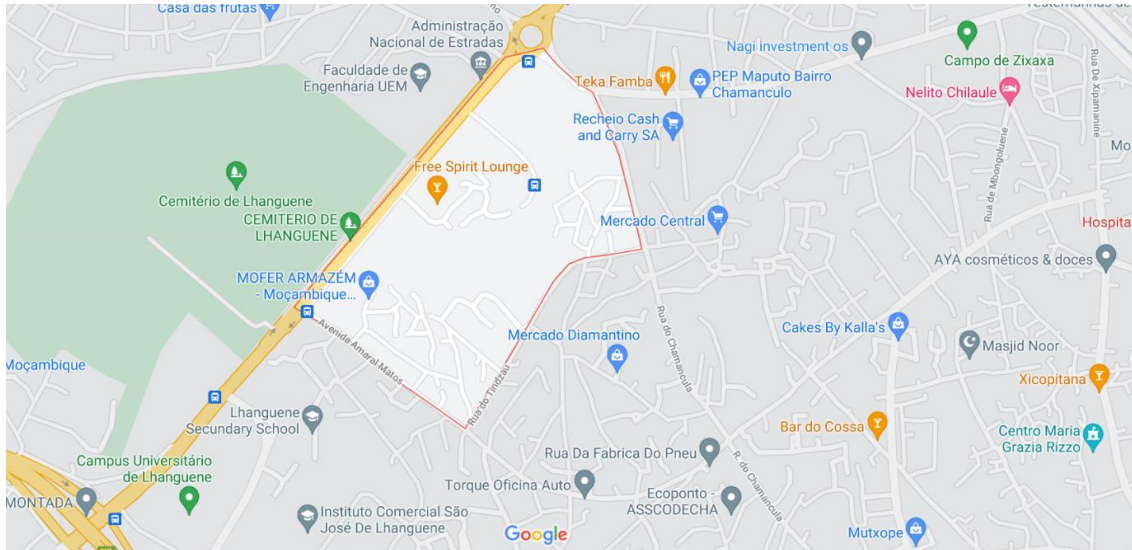 Casa das frutas
Administração
Nacional de Estradas
Faculdade de
Engenharia UEM
Teka Famba
Nagi investment os
PEP Maputo Bairro
Chamanculo
Campo de Zixaxa
Nelito Chilaule
Rua De Xipamanine
Recheio Cash
and Carry SA
Mo
Free Spirit Lounge
Cemitério de Lhanguene
CEMITERIO DE
LHANGUENE
Mercado Central
Rua de Mbongoluene
Hospita
AYA cosméticos & doces
MOFER ARMAZÉM
- Moçambique...
Avenida Amaral Matos
Mercado Diamantino
Rua do Chamancula
Cakes By Kalla's
Masjid Noor
Moçambique
Xicopitana
Rua do Tindzau
Lhanguene
Secundary School
Bar do Cossa
Centro Maria
Grazia Rizzo
Campus Universitário
de Lhanguene
Rua Da Fabrica Do Pneu
R. do Chamancula
MONTADA
Torque Oficina Auto
Ecoponto -
ASSCODECHA
Instituto Comercial São
José De Lhanguene
Google
Mutxope